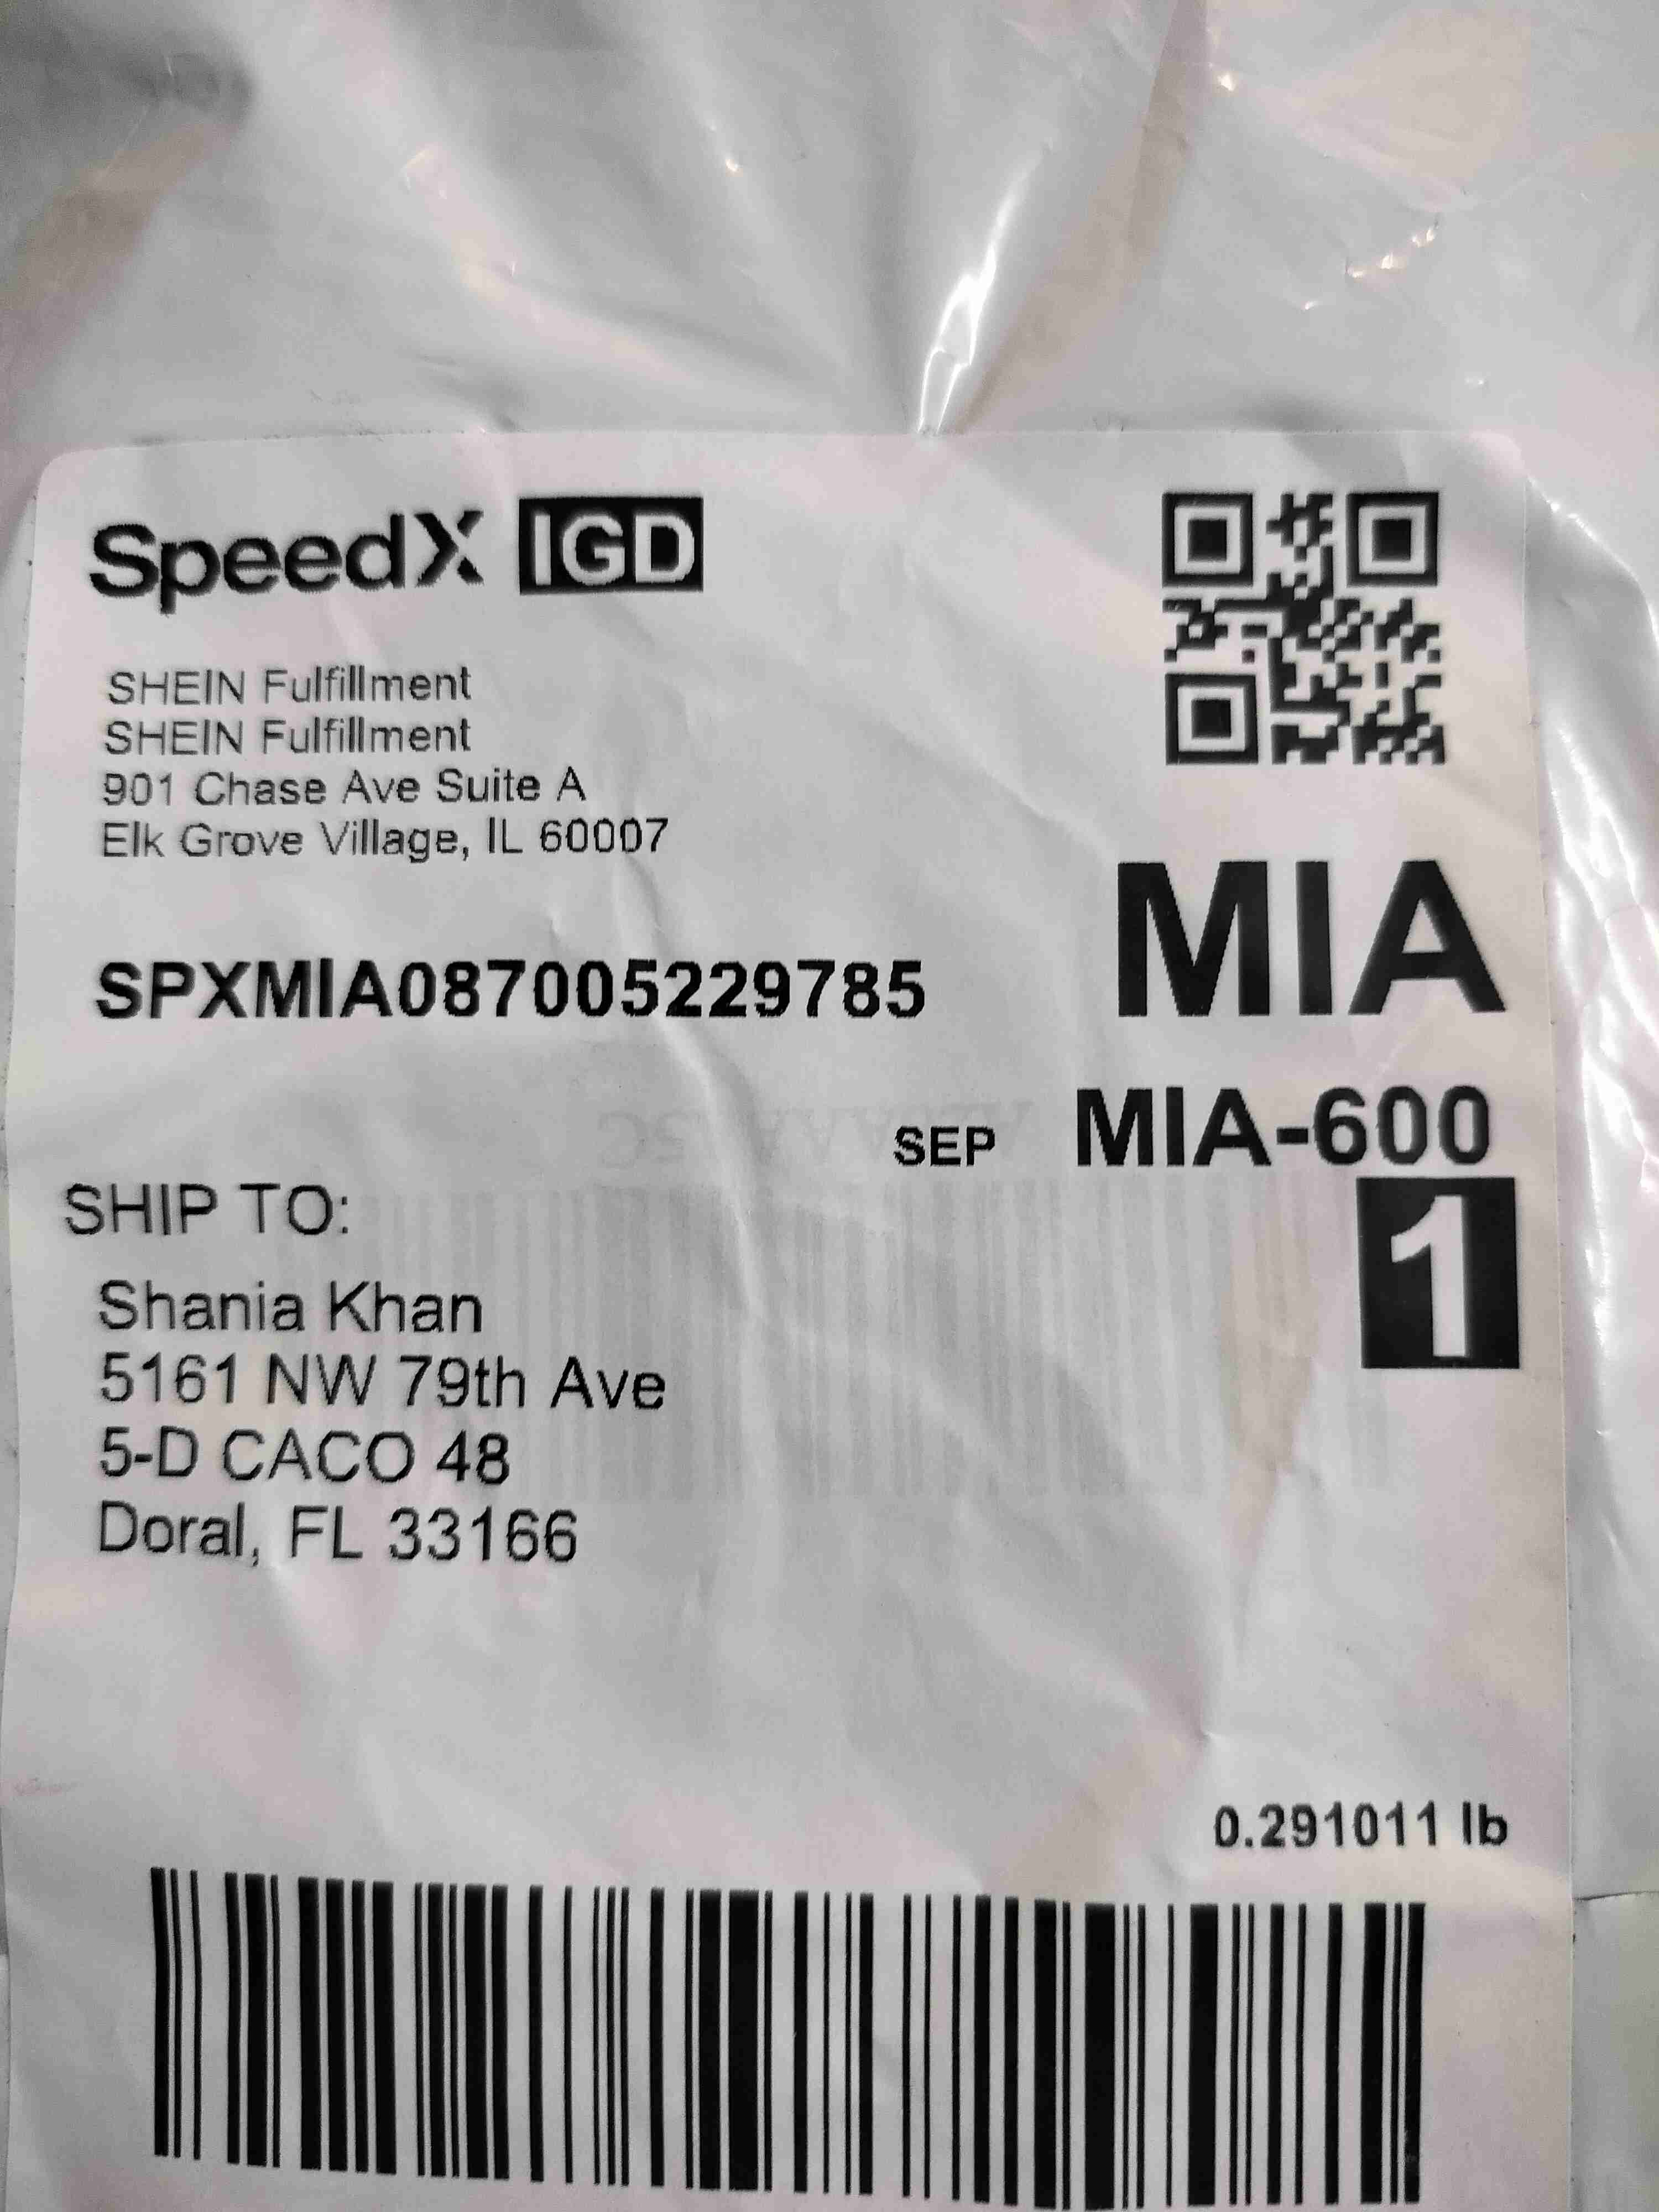 SpeedX IGD
SHEIN Fulfillment
SHEIN Fulfillment
901 Chase Ave Suite A
Elk Grove Village, IL 60007
MIA
SPXMIA087005229785
SEP MIA-600
1
SHIP TO:
Shania Khan
5161 NW 79th Ave
5-D CACO 48
Doral, FL 33166
0.291011 lb